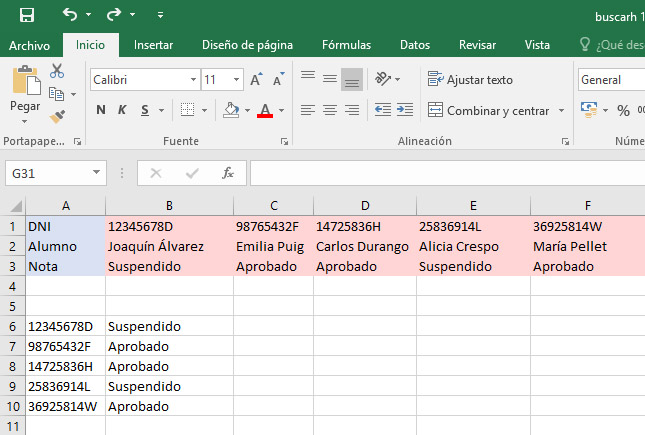 buscarh 1
Archivo Inicio Insertar Diseño de página Fórmulas Datos Revisar Vista ¿Qué des
Pegar
Calibri 11
Ajustar texto
General
N K S A A A
Combinar y centrar
%
Portapape... Fuente Alineación Núme
G31 fx
A B C D E F
1 DNI 12345678D 98765432F 14725836H 25836914L 36925814W
2 Alumno Joaquín Álvarez Emilia Puig Carlos Durango Alicia Crespo María Pellet
3 Nota Suspendido Aprobado Aprobado Suspendido Aprobado
4
5
6 12345678D Suspendido
7 98765432F Aprobado
8 14725836H Aprobado
9 25836914L Suspendido
10 36925814W Aprobado
11